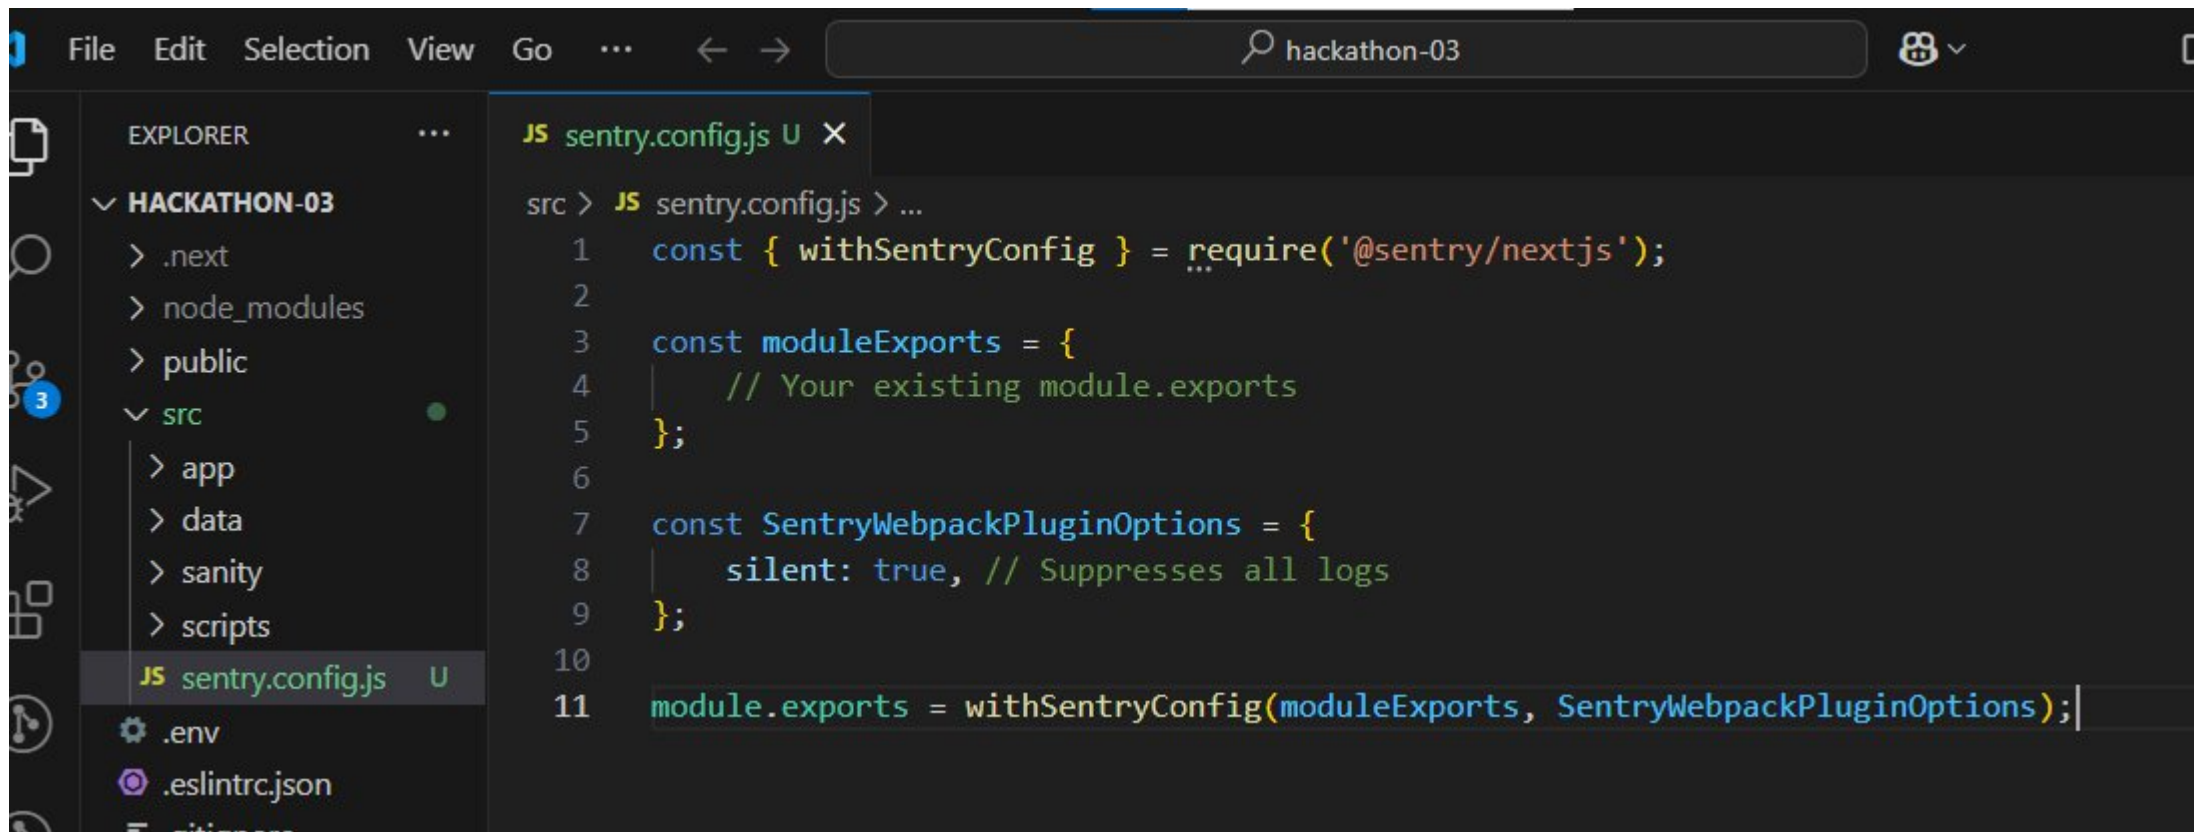 File Edit Selection View Go ··· ← → hackathon-03
EXPLORER ···
HACKATHON-03
.next
node_modules
public
3
src
app
data
sanity
scripts
JS sentry.config.js U
.env
.eslintrc.json
.gitignore
JS sentry.config.js U ×
src > JS sentry.config.js > ...
1 const { withSentryConfig } = require('@sentry/nextjs');
2
3 const moduleExports = {
4     // Your existing module.exports
5 };
6
7 const SentryWebpackPluginOptions = {
8     silent: true, // Suppresses all logs
9 };
10
11 module.exports = withSentryConfig(moduleExports, SentryWebpackPluginOptions);